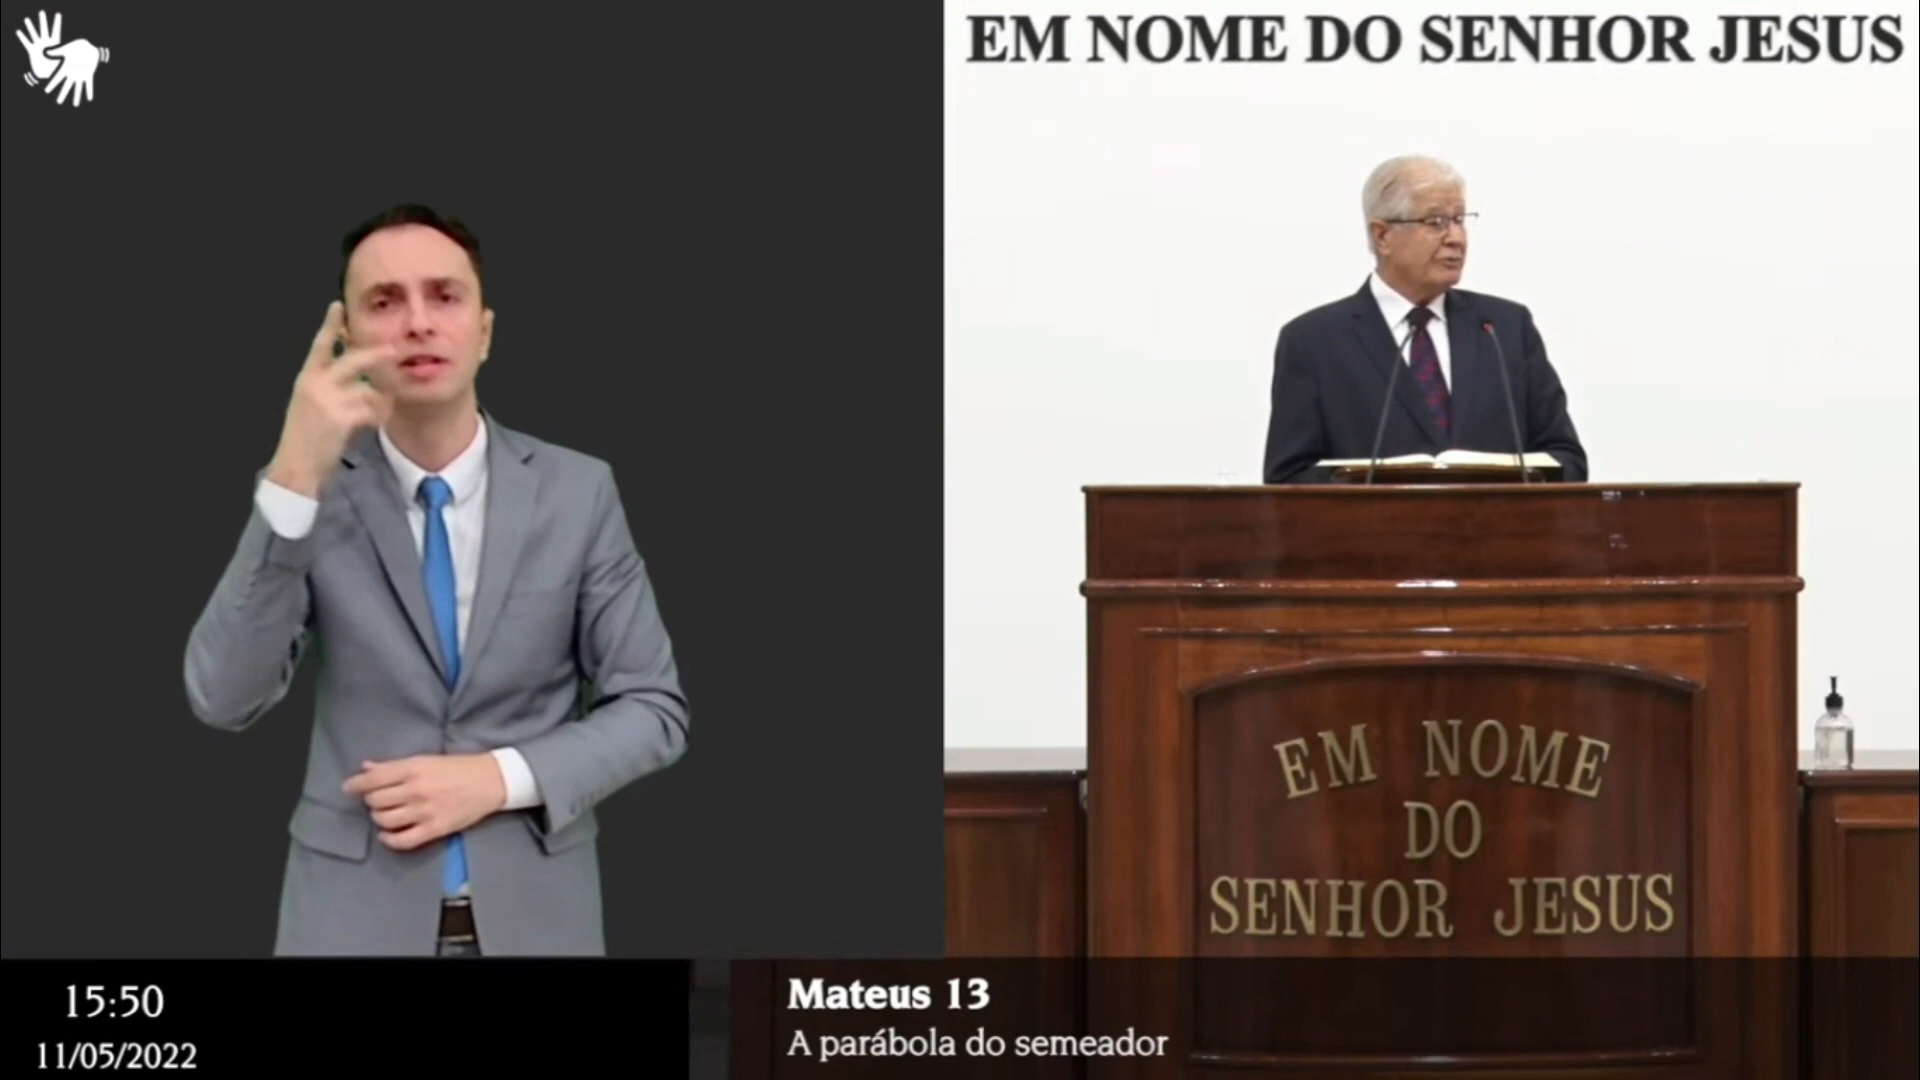 EM NOME DO SENHOR JESUS
EM NOME
DO
SENHOR JESUS
15:50
11/05/2022
Mateus 13
A parábola do semeador